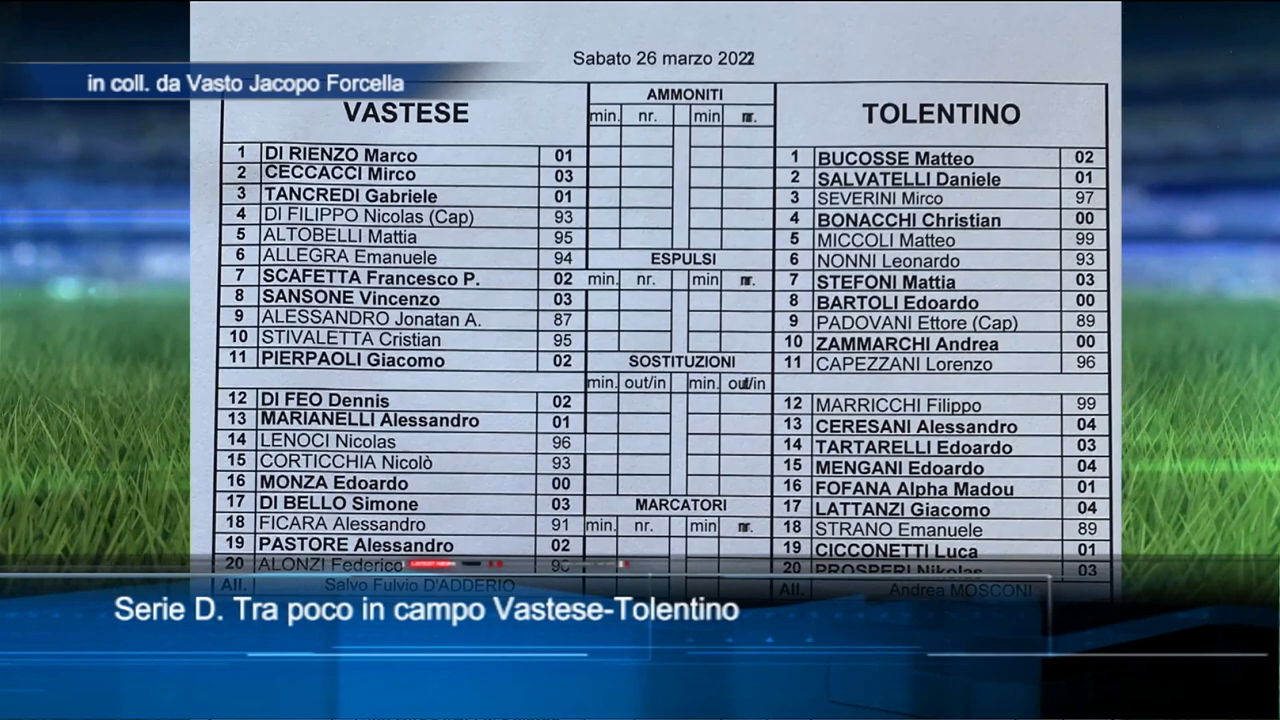 Sabato 26 marzo 2022
in coll. da Vasto Jacopo Forcella
VASTESE
1 DI RIENZO Marco 01
2 CECCACCI Mirco 03
3 TANCREDI Gabriele 01
4 DI FILIPPO Nicolas (Cap) 93
5 ALTOBELLI Mattia 95
6 ALLEGRA Emanuele 94
7 SCAFETTA Francesco P. 02
8 SANSONE Vincenzo 03
9 ALESSANDRO Jonatan A. 87
10 STIVALETTA Cristian 95
11 PIERPAOLI Giacomo 02
12 DI FEO Dennis 02
13 MARIANELLI Alessandro 01
14 LENOCI Nicolas 96
15 CORTICCHIA Nicolò 93
16 MONZA Edoardo 00
17 DI BELLO Simone 03
18 FICARA Alessandro 91
19 PASTORE Alessandro 02
20 ALONZI Federico
All. Salvo Fulvio D'ADDERIO
AMMONITI
min. nr. min nr.
ESPULSI
min. nr. min nr.
SOSTITUZIONI
min. out/in min. out/in
MARCATORI
min. nr. min. nr.
TOLENTINO
1 BUCOSSE Matteo 02
2 SALVATELLI Daniele 01
3 SEVERINI Mirco 97
4 BONACCHI Christian 00
5 MICCOLI Matteo 99
6 NONNI Leonardo 93
7 STEFONI Mattia 03
8 BARTOLI Edoardo 00
9 PADOVANI Ettore (Cap) 89
10 ZAMMARCHI Andrea 00
11 CAPEZZANI Lorenzo 96
12 MARRICCHI Filippo 99
13 CERESANI Alessandro 04
14 TARTARELLI Edoardo 03
15 MENGANI Edoardo 04
16 FOFANA Alpha Madou 01
17 LATTANZI Giacomo 04
18 STRANO Emanuele 89
19 CICCONETTI Luca 01
20 PROSPERI Nikolas 03
All. Andrea MOSCONI
LATEST NEWS
Serie D. Tra poco in campo Vastese-Tolentino